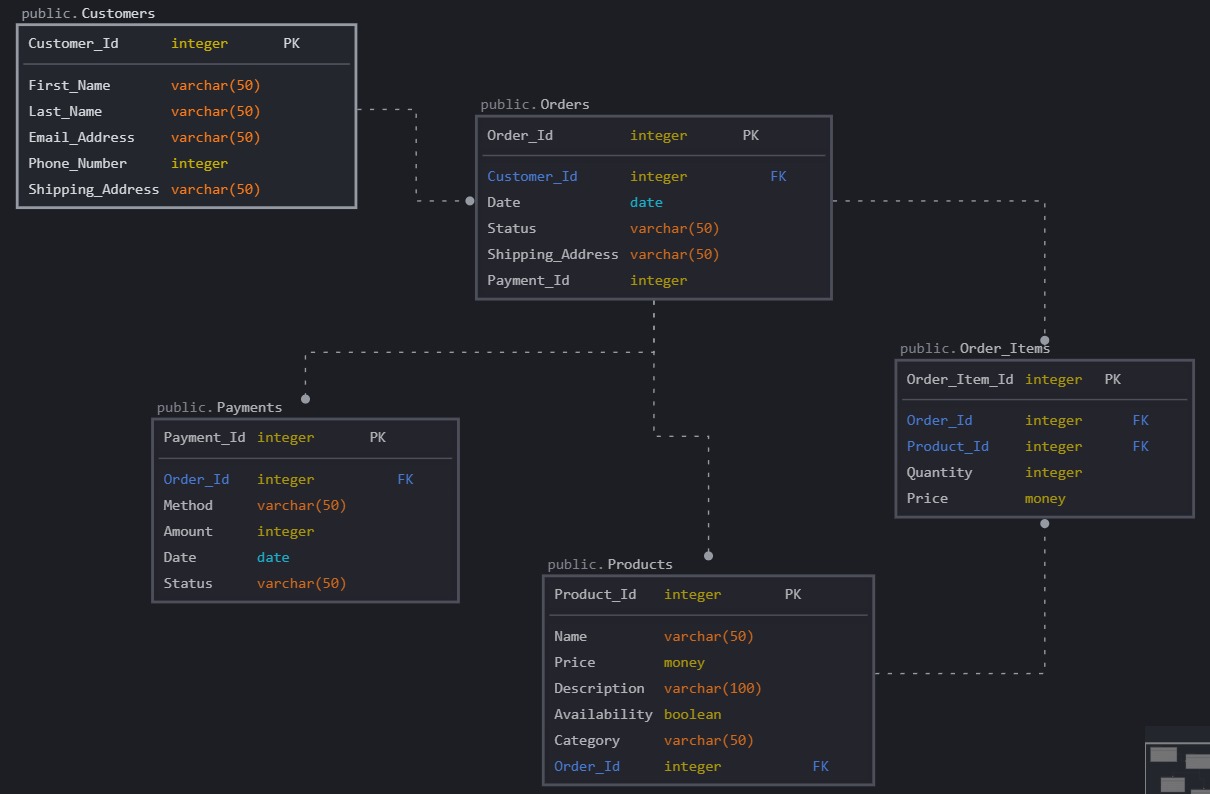 public.Customers
Customer_Id integer PK
First_Name varchar(50)
Last_Name varchar(50)
Email_Address varchar(50)
Phone_Number integer
Shipping_Address varchar(50)
public.Orders
Order_Id integer PK
Customer_Id integer FK
Date date
Status varchar(50)
Shipping_Address varchar(50)
Payment_Id integer
public.Order_Items
Order_Item_Id integer PK
Order_Id integer FK
Product_Id integer FK
Quantity integer
Price money
public.Payments
Payment_Id integer PK
Order_Id integer FK
Method varchar(50)
Amount integer
Date date
Status varchar(50)
public.Products
Product_Id integer PK
Name varchar(50)
Price money
Description varchar(100)
Availability boolean
Category varchar(50)
Order_Id integer FK